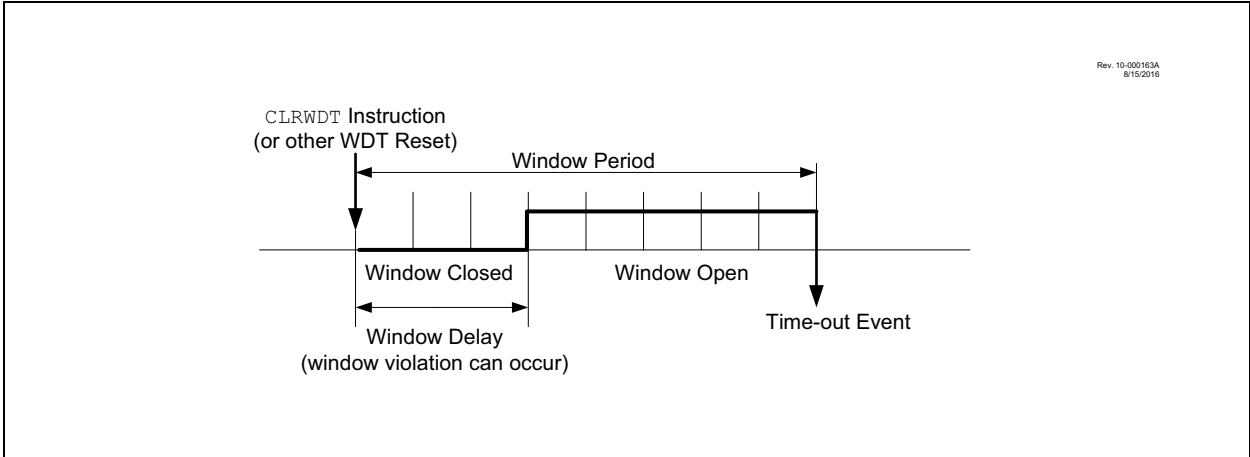 Rev. 10-000163A
8/15/2016
CLRWDT Instruction
(or other WDT Reset)
Window Period
Window Closed
Window Open
Time-out Event
Window Delay
(window violation can occur)